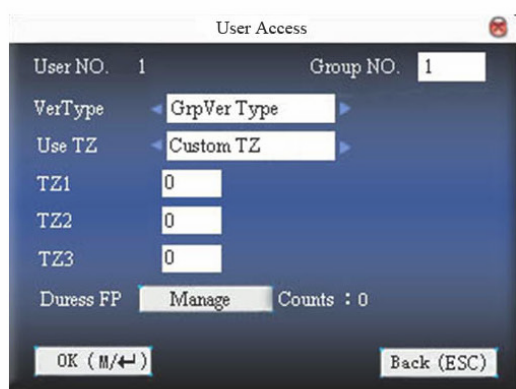 User Access
User NO. 1 Group NO. 1
VerType GrpVer Type
Use TZ Custom TZ
TZ1 0
TZ2 0
TZ3 0
Duress FP Manage Counts : 0
OK (M/↵) Back (ESC)